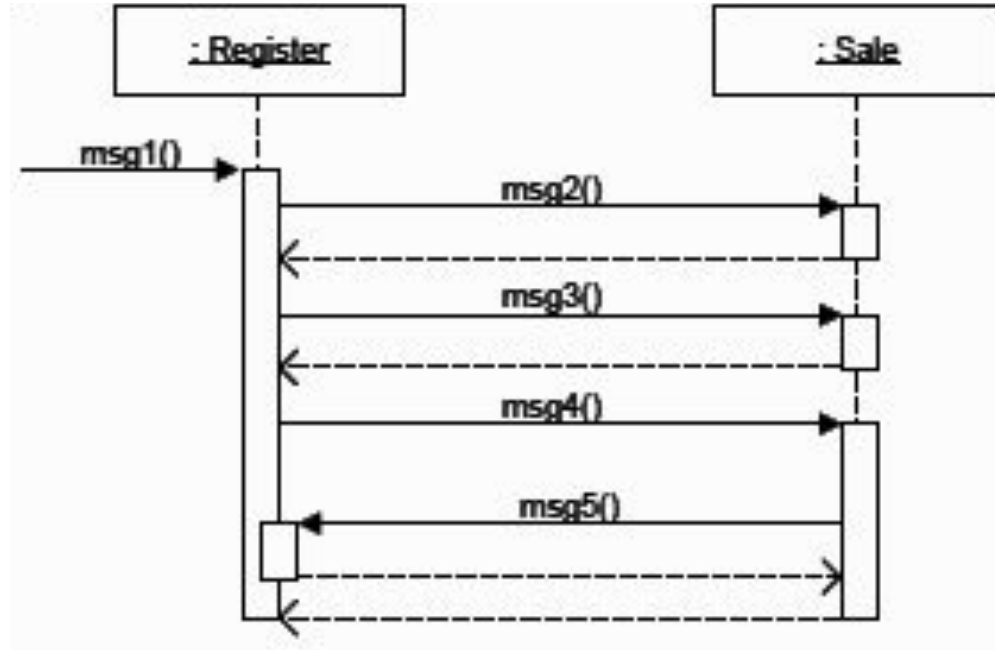 : Register
: Sale
msg1()
msg2()
msg3()
msg4()
msg5()